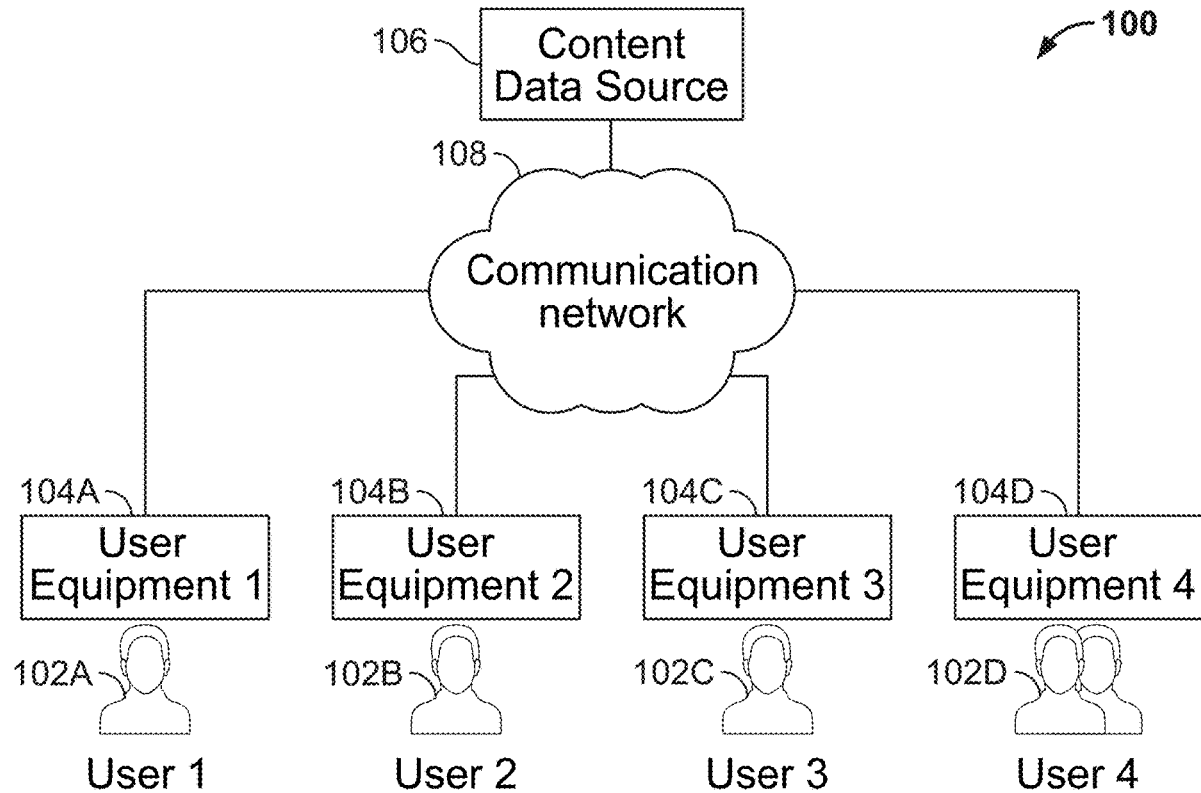 100
106
Content
Data Source
108
Communication
network
104A
104B
104C
104D
User
Equipment 1
User
Equipment 2
User
Equipment 3
User
Equipment 4
102A
102B
102C
102D
User 1
User 2
User 3
User 4